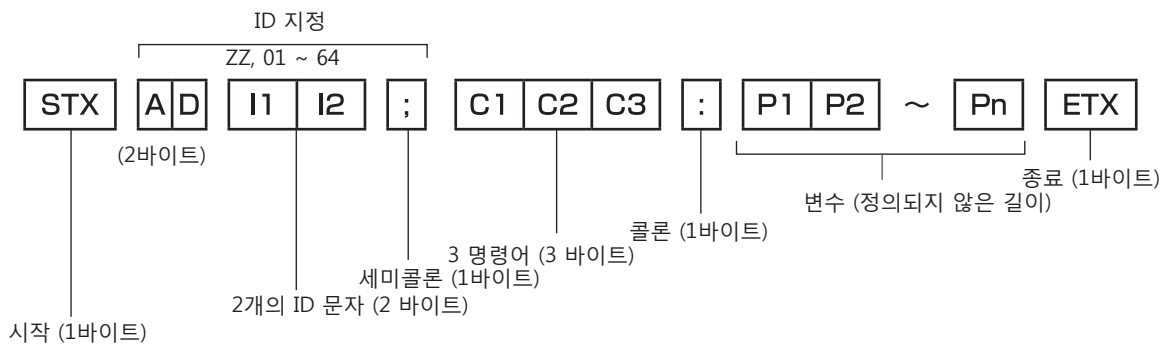 ID 지정
ZZ, 01 ~ 64
STX A D I1 I2 ; C1 C2 C3 : P1 P2 ~ Pn ETX
(2바이트)
종료 (1바이트)
변수 (정의되지 않은 길이)
콜론 (1바이트)
3 명령어 (3 바이트)
세미콜론 (1바이트)
2개의 ID 문자 (2 바이트)
시작 (1바이트)